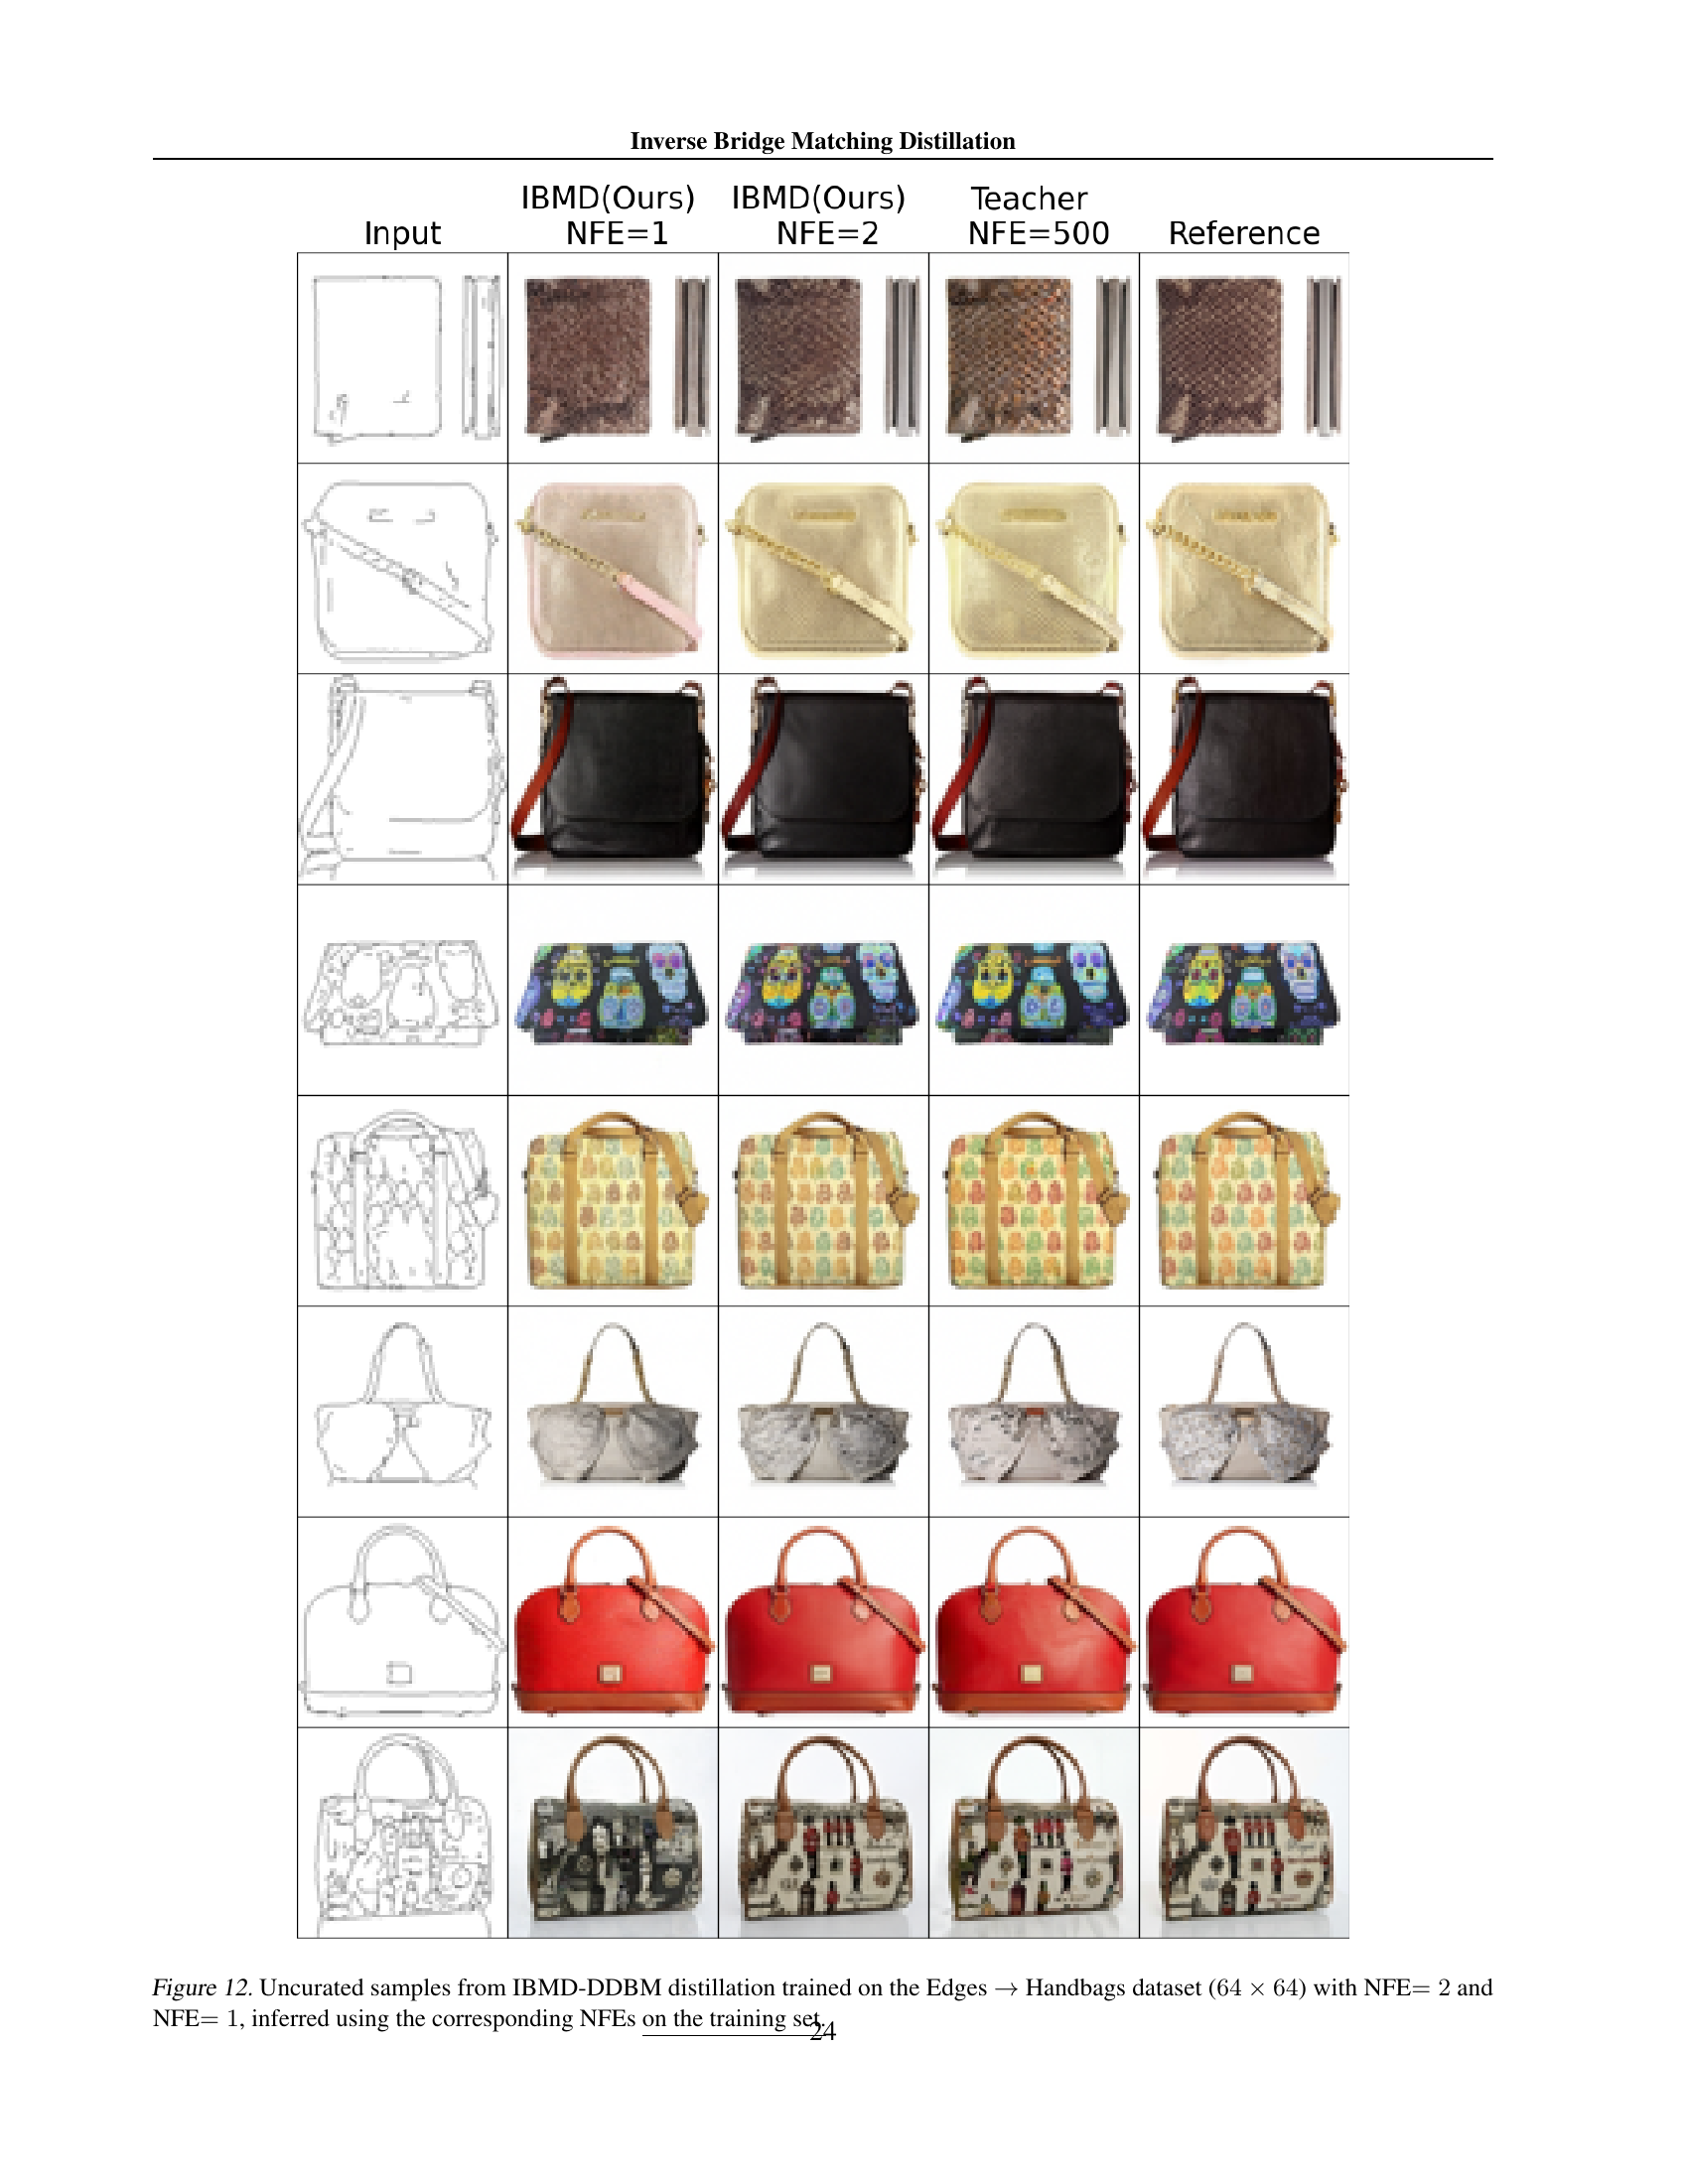 Inverse Bridge Matching Distillation
IBMD(Ours) IBMD(Ours) Teacher
Input NFE=1 NFE=2 NFE=500 Reference
Figure 12. Uncurated samples from IBMD-DDBM distillation trained on the Edges → Handbags dataset (64 × 64) with NFE= 2 and
NFE= 1, inferred using the corresponding NFEs on the training set.
24